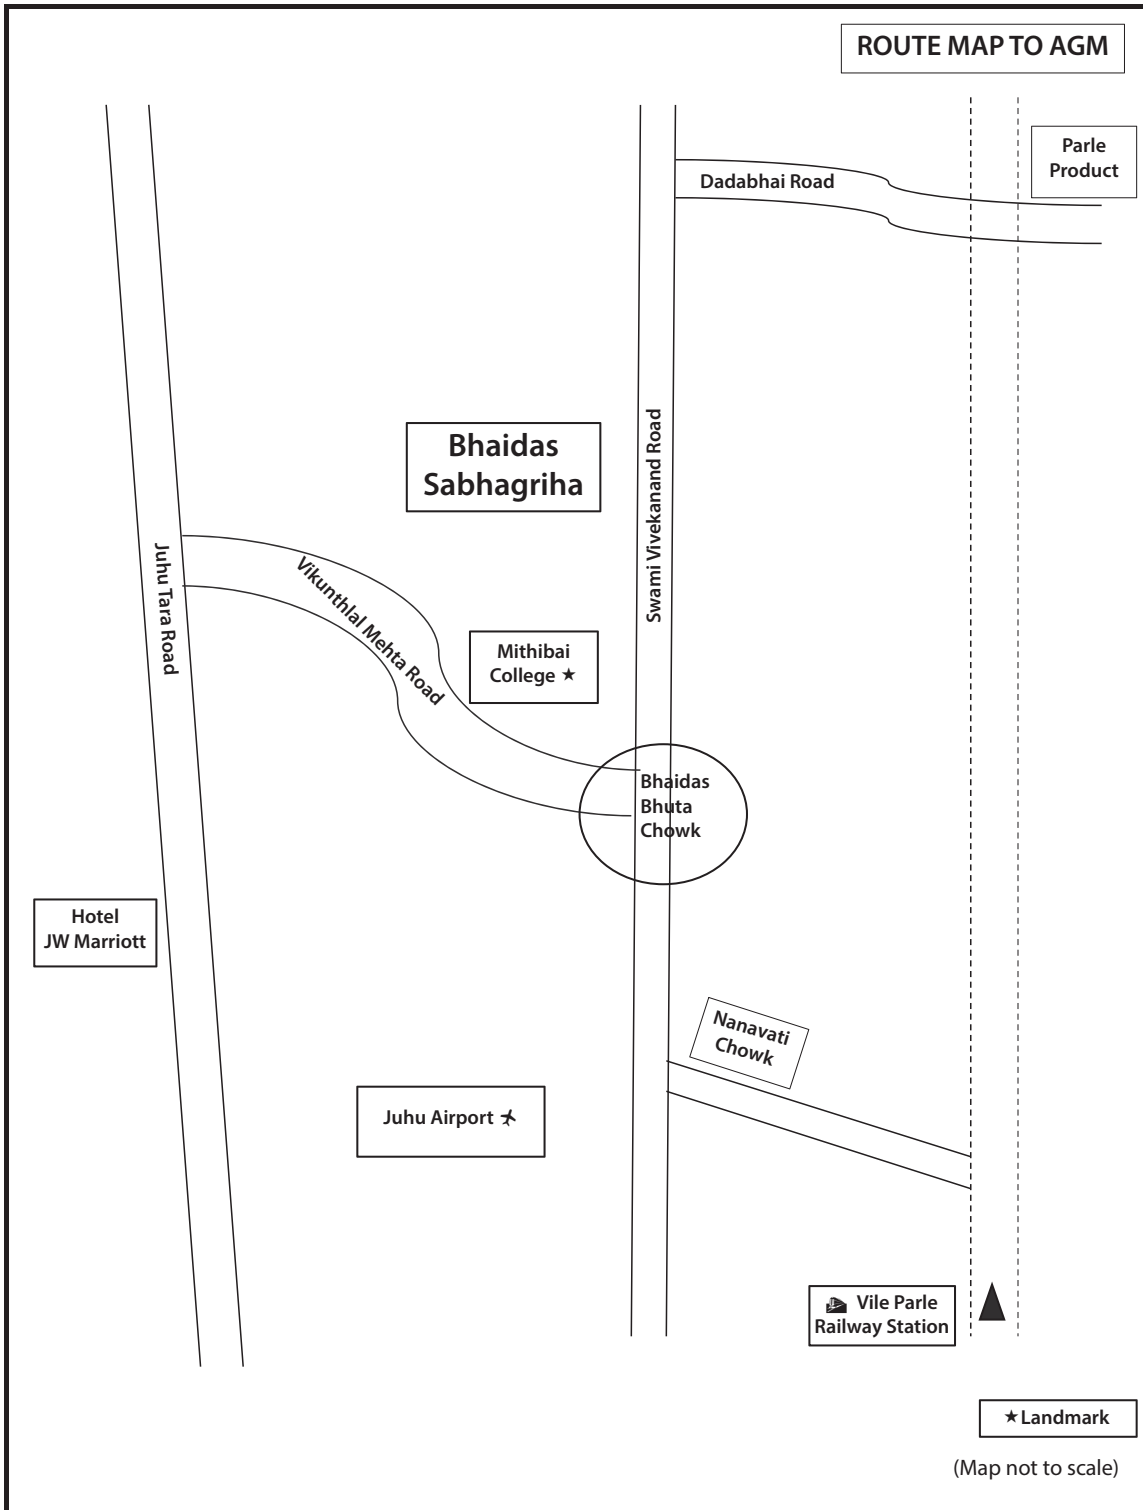 ROUTE MAP TO AGM
Parle
Product
Dadabhai Road
Bhaidas
Sabhagriha
Swami Vivekanand Road
Juhu Tara Road
Vikunthlal Mehta Road
Mithibai
College ★
Bhaidas
Bhuta
Chowk
Hotel
JW Marriott
Nanavati
Chowk
Juhu Airport
Vile Parle
Railway Station
★ Landmark
(Map not to scale)